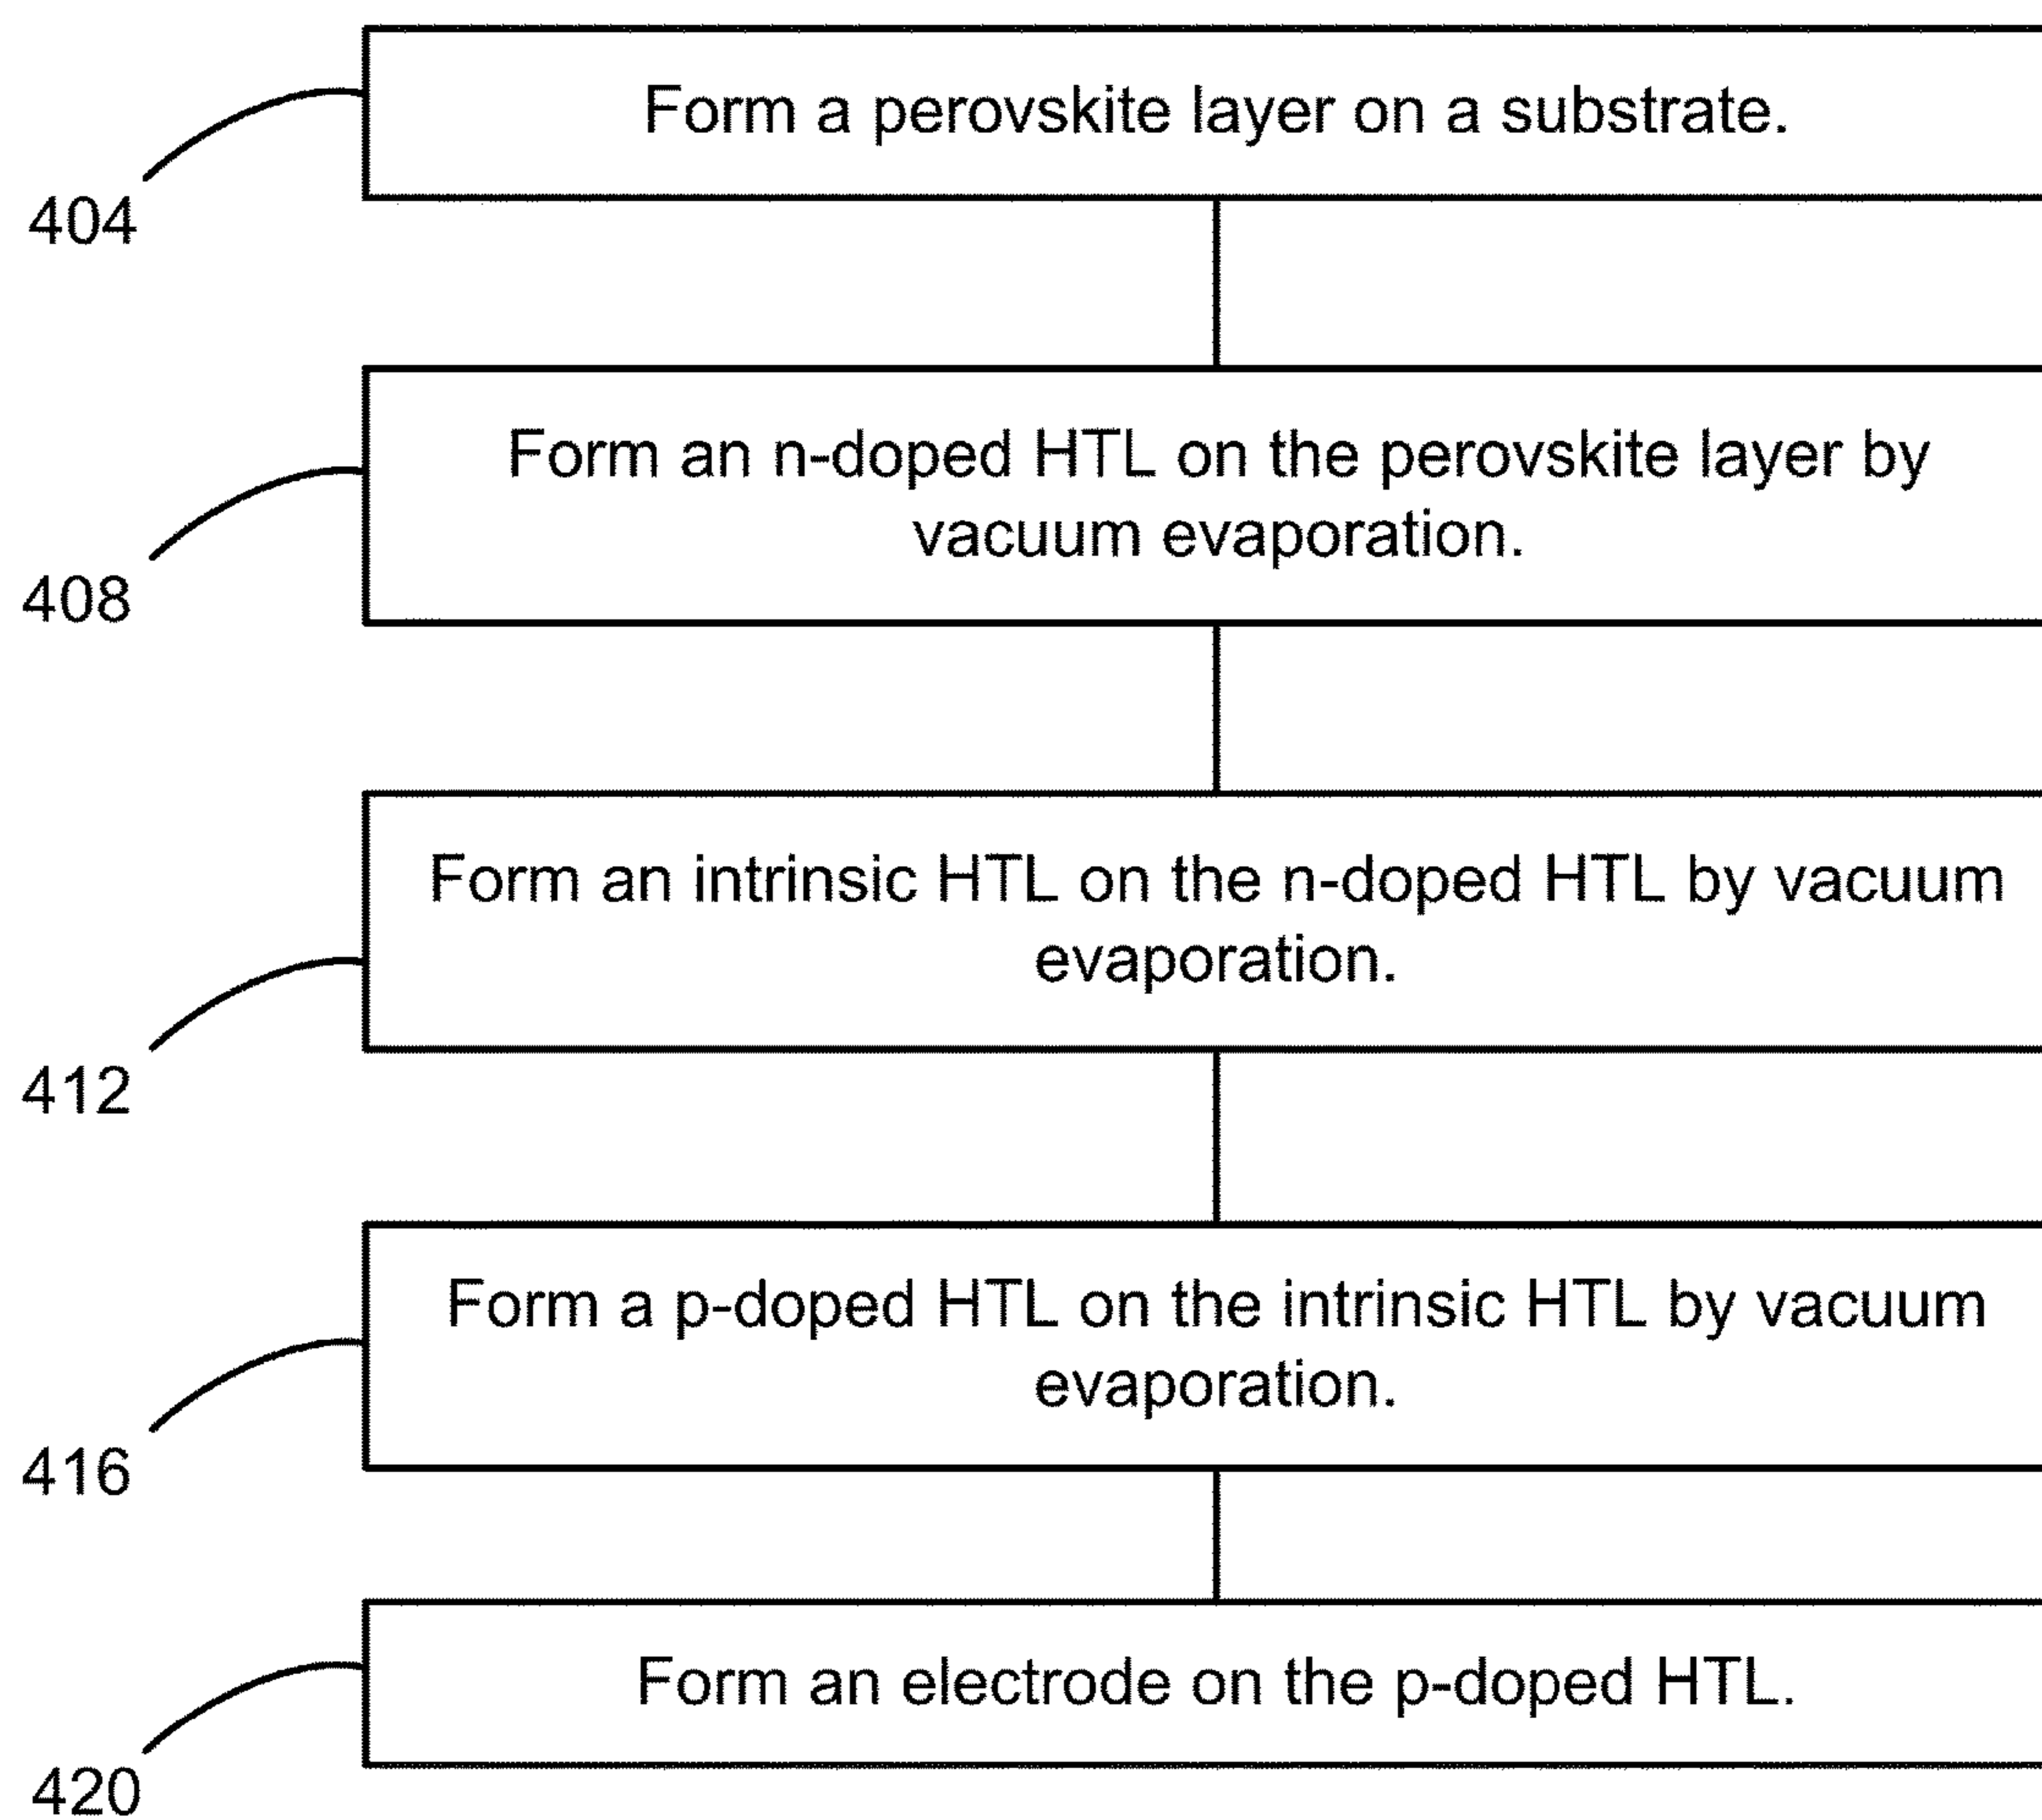 Form a perovskite layer on a substrate.
404
Form an n-doped HTL on the perovskite layer by
vacuum evaporation.
408
Form an intrinsic HTL on the n-doped HTL by vacuum
evaporation.
412
Form a p-doped HTL on the intrinsic HTL by vacuum
evaporation.
416
Form an electrode on the p-doped HTL.
420